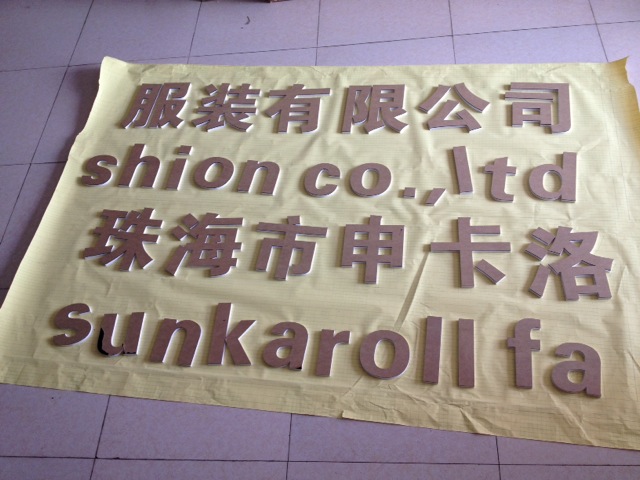 服装有限公司
shion co.,ltd
珠海市申卡洛
sunkaroll fa